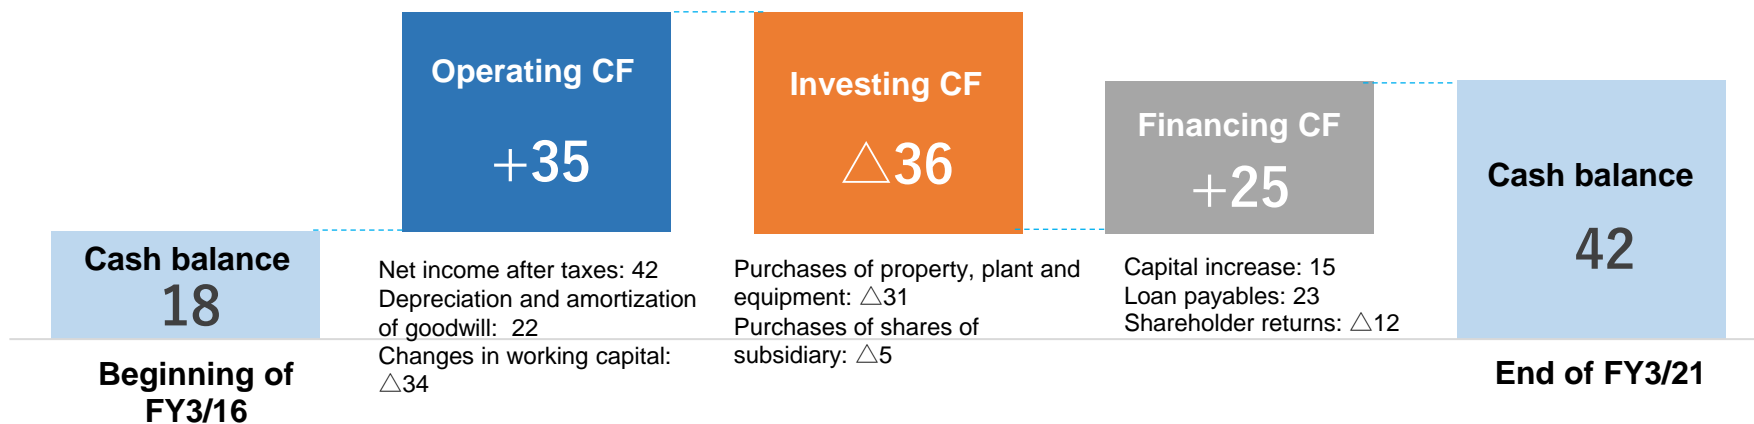 Cash balance
18
Beginning of
FY3/16
Operating CF
+35
Net income after taxes: 42
Depreciation and amortization
of goodwill:  22
Changes in working capital:
△34
Investing CF
△36
Purchases of property, plant and
equipment: △31
Purchases of shares of
subsidiary: △5
Financing CF
+25
Capital increase: 15
Loan payables: 23
Shareholder returns: △12
Cash balance
42
End of FY3/21